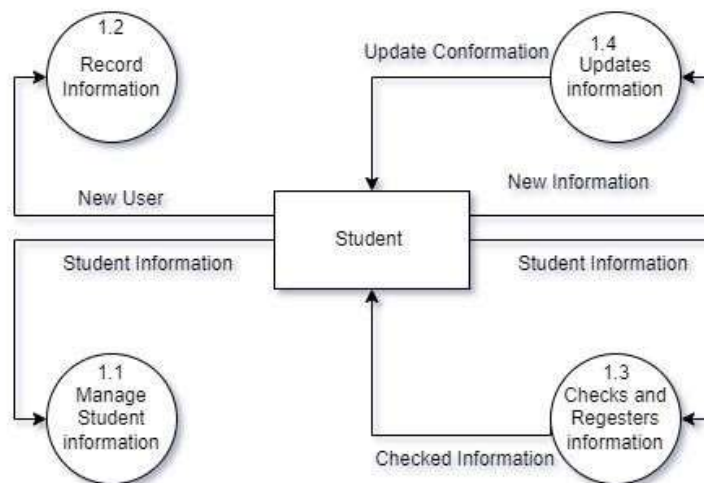 1.2
Record
Information
Update Conformation
1.4
Updates
information
New User
New Information
Student
Student Information
Student Information
1.1
Manage
Student
information
1.3
Checks and
Regesters
information
Checked Information